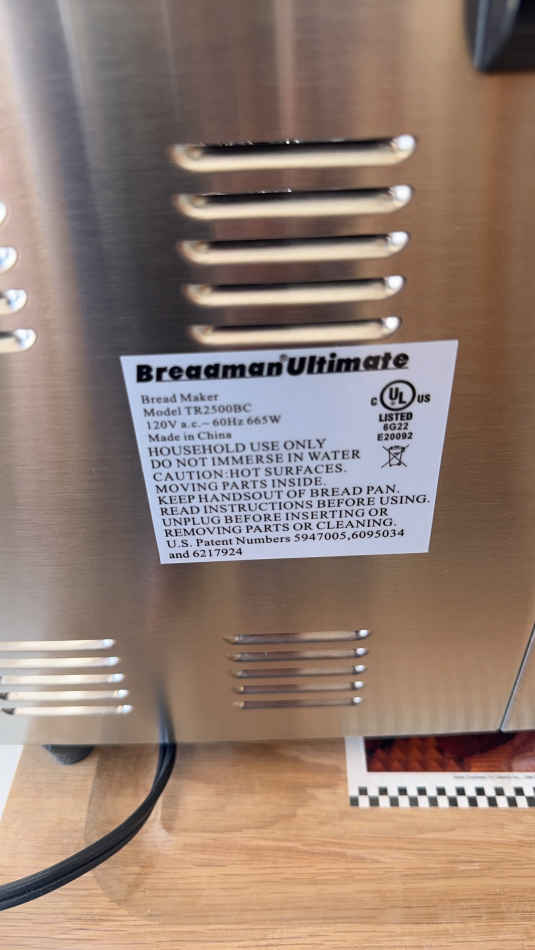 Breadman® Ultimate
Bread Maker
Model TR2500BC
120V a.c.~60Hz 665W
Made in China
HOUSEHOLD USE ONLY
DO NOT IMMERSE IN WATER
CAUTION:HOT SURFACES.
MOVING PARTS INSIDE.
KEEP HANDSOUT OF BREAD PAN.
READ INSTRUCTIONS BEFORE USING.
UNPLUG BEFORE INSERTING OR
REMOVING PARTS OR CLEANING.
U.S. Patent Numbers 5947005,6095034
and 6217924
C UL US
LISTED
6G22
E20092